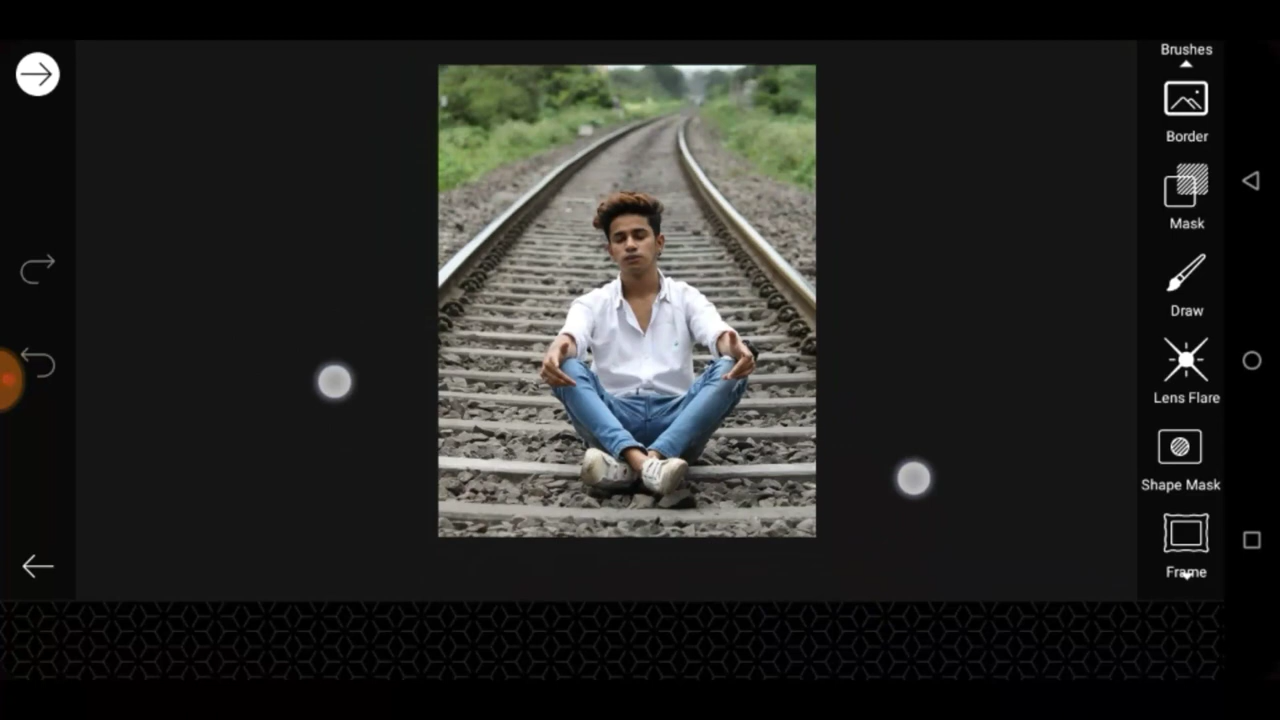 Brushes
Border
Mask
Draw
Lens Flare
Shape Mask
Frame